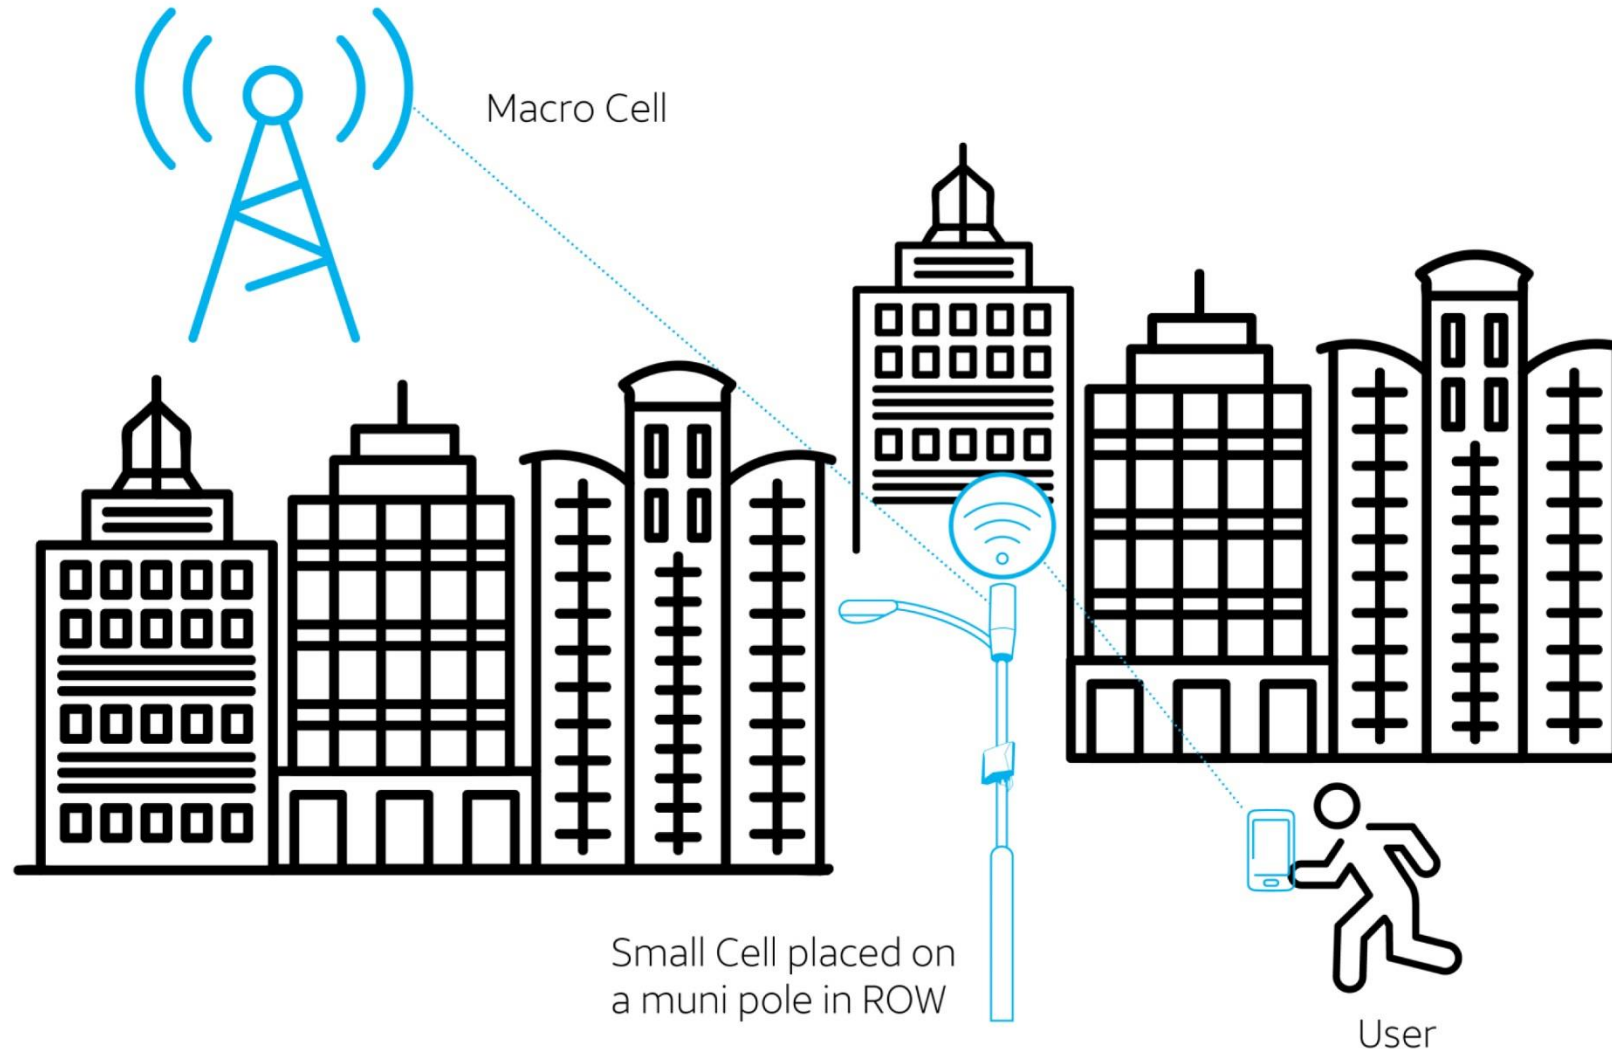 Macro Cell
Small Cell placed on
a muni pole in ROW
User